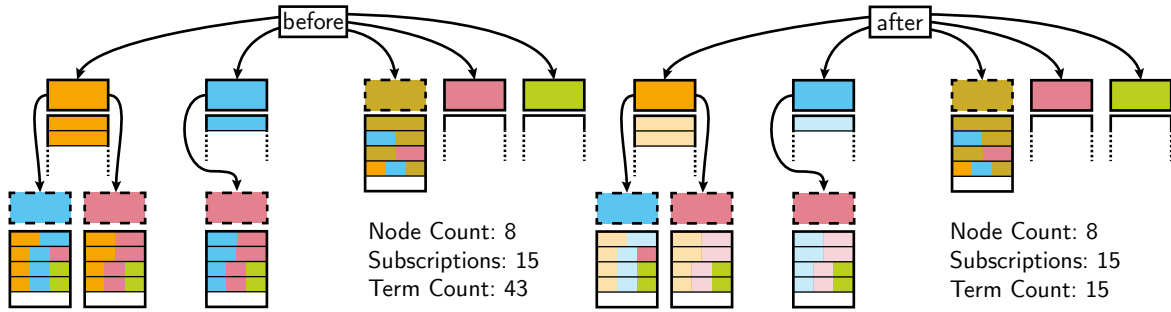 before
after
Node Count: 8
Subscriptions: 15
Term Count: 43
Node Count: 8
Subscriptions: 15
Term Count: 15